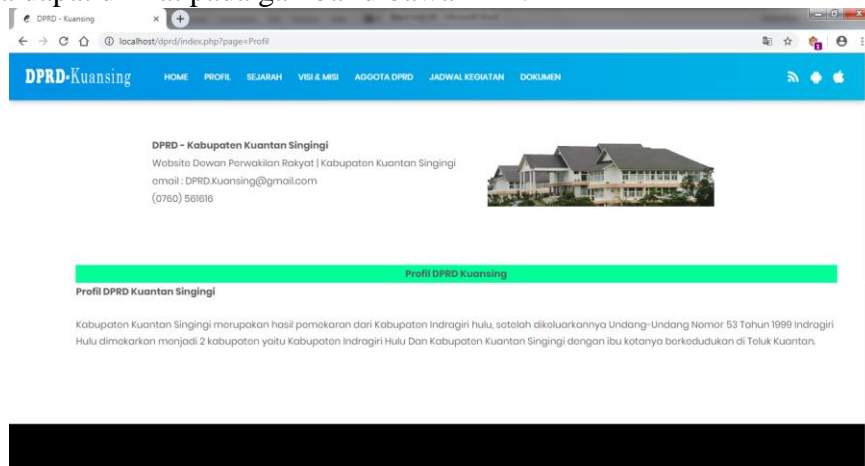 DPRD - Kuansing
localhost/dprd/index.php?page=Profil
DPRD-Kuansing HOME PROFIL SEJARAH VISI & MISI AGGOTA DPRD JADWAL KEGIATAN DOKUMEN
DPRD - Kabupaten Kuantan Singingi
Website Dewan Perwakilan Rakyat | Kabupaten Kuantan Singingi
email : DPRD.Kuansing@gmail.com
(0760) 561616
Profil DPRD Kuansing
Profil DPRD Kuantan Singingi
Kabupaten Kuantan Singingi merupakan hasil pemekaran dari Kabupaten Indragiri hulu, setelah dikeluarkannya Undang-Undang Nomor 53 Tahun 1999 Indragiri
Hulu dimekarkan menjadi 2 kabupaten yaitu Kabupaten Indragiri Hulu Dan Kabupaten Kuantan Singingi dengan ibu kotanya berkedudukan di Teluk Kuantan.